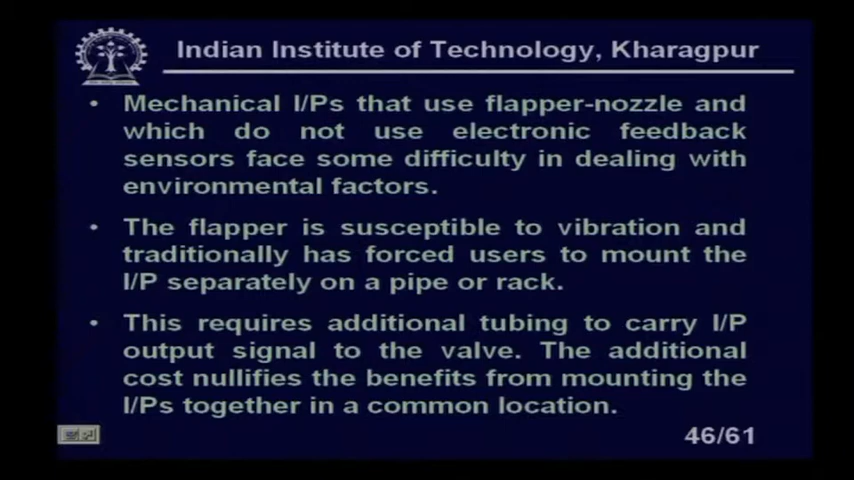 Indian Institute of Technology, Kharagpur
• Mechanical I/Ps that use flapper-nozzle and
which do not use electronic feedback
sensors face some difficulty in dealing with
environmental factors.
• The flapper is susceptible to vibration and
traditionally has forced users to mount the
I/P separately on a pipe or rack.
• This requires additional tubing to carry I/P
output signal to the valve. The additional
cost nullifies the benefits from mounting the
I/Ps together in a common location.
46/61